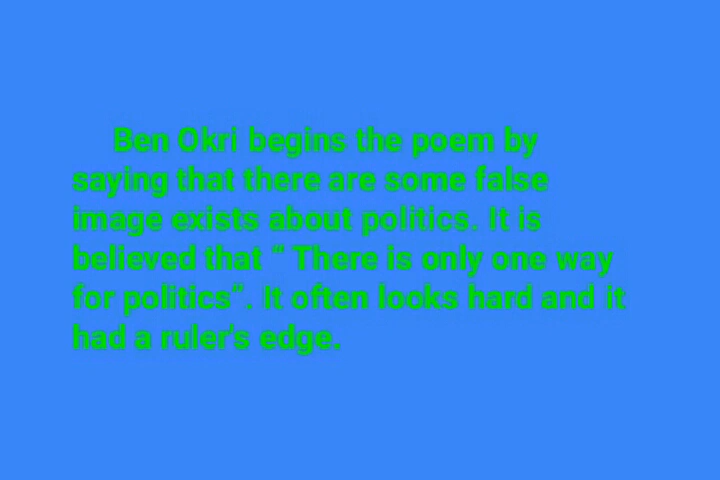 Ben Okri begins the poem by
saying that there are some false
image exists about politics. It is
believed that “ There is only one way
for politics”. It often looks hard and it
had a ruler's edge.